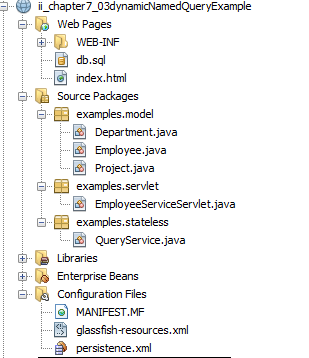 ii_chapter7_03dynamicNamedQueryExample
Web Pages
WEB-INF
db.sql
index.html
Source Packages
examples.model
Department.java
Employee.java
Project.java
examples.servlet
EmployeeServiceServlet.java
examples.stateless
QueryService.java
Libraries
Enterprise Beans
Configuration Files
MANIFEST.MF
glassfish-resources.xml
persistence.xml